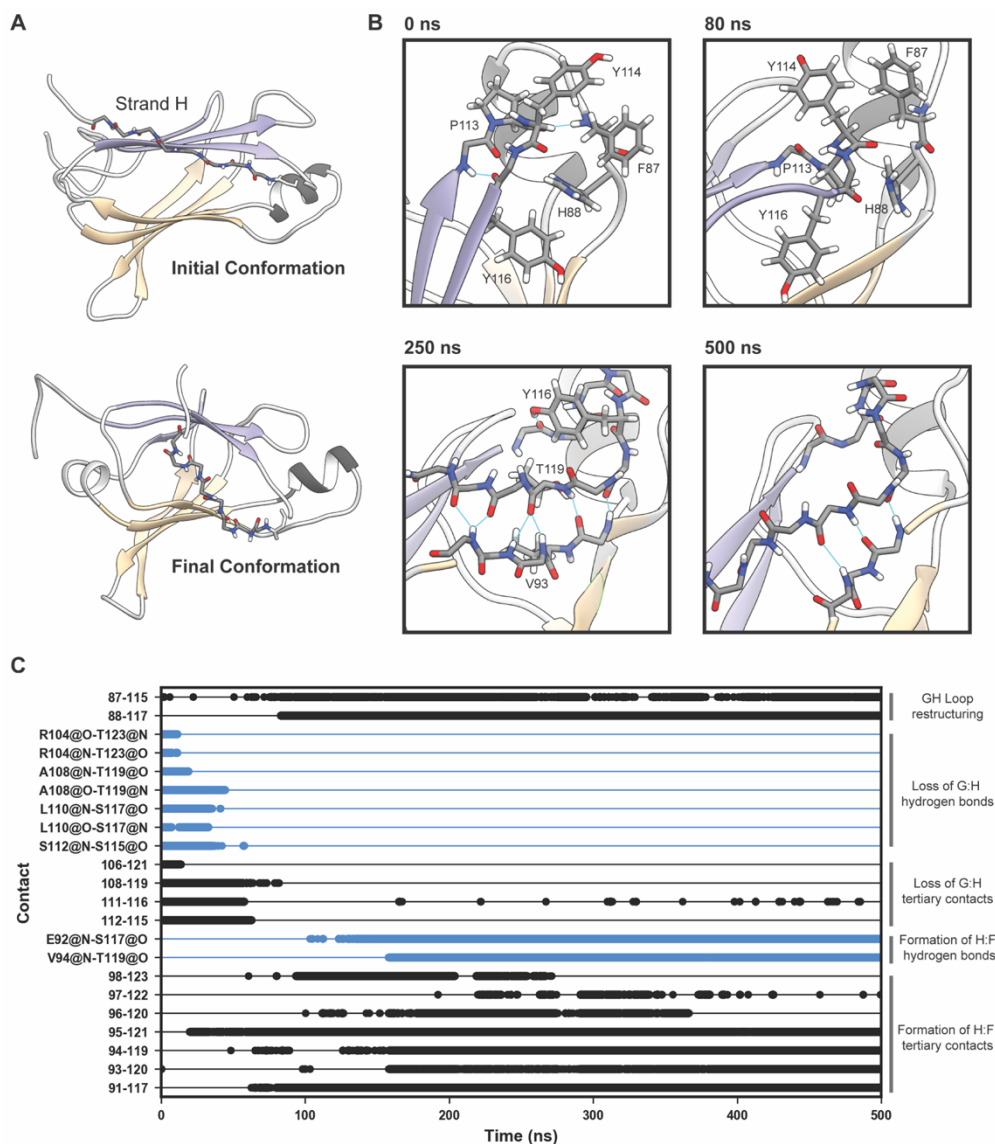 A
Strand H
Initial Conformation
Final Conformation
B
0 ns
Y114
P113
F87
H88
Y116
80 ns
F87
Y114
P113
H88
Y116
250 ns
Y116
T119
V93
500 ns
C
Contact
87-115
88-117
R104@O-T123@N
R104@N-T123@O
A108@N-T119@O
A108@O-T119@N
L110@N-S117@O
L110@O-S117@N
S112@N-S115@O
106-121
108-119
111-116
112-115
E92@N-S117@O
V94@N-T119@O
98-123
97-122
96-120
95-121
94-119
93-120
91-117
GH Loop
restructuring
Loss of G:H
hydrogen bonds
Loss of G:H
tertiary contacts
Formation of H:F
hydrogen bonds
Formation of H:F
tertiary contacts
0
100
200
300
400
500
Time (ns)